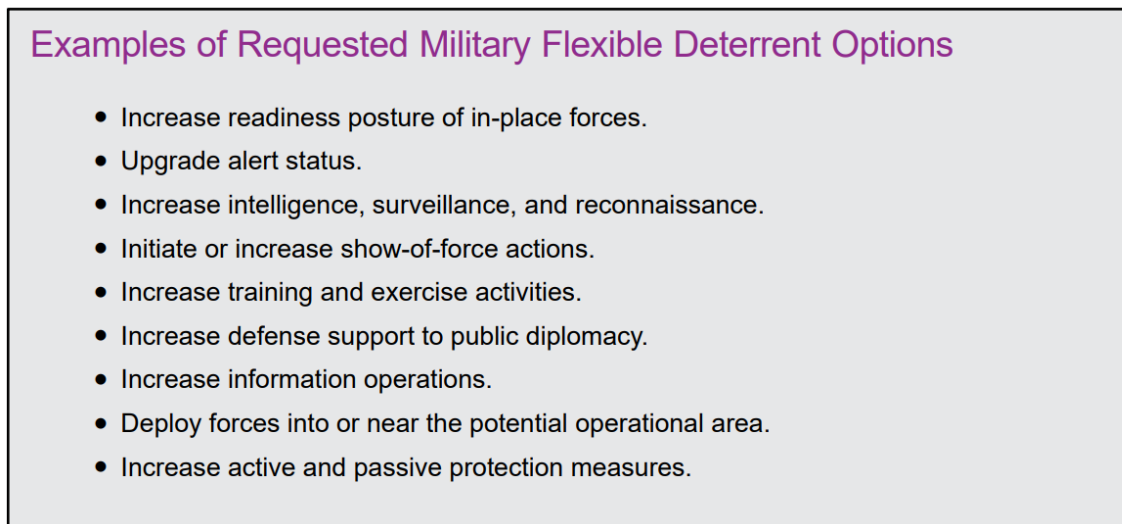 Examples of Requested Military Flexible Deterrent Options
• Increase readiness posture of in-place forces.
• Upgrade alert status.
• Increase intelligence, surveillance, and reconnaissance.
• Initiate or increase show-of-force actions.
• Increase training and exercise activities.
• Increase defense support to public diplomacy.
• Increase information operations.
• Deploy forces into or near the potential operational area.
• Increase active and passive protection measures.